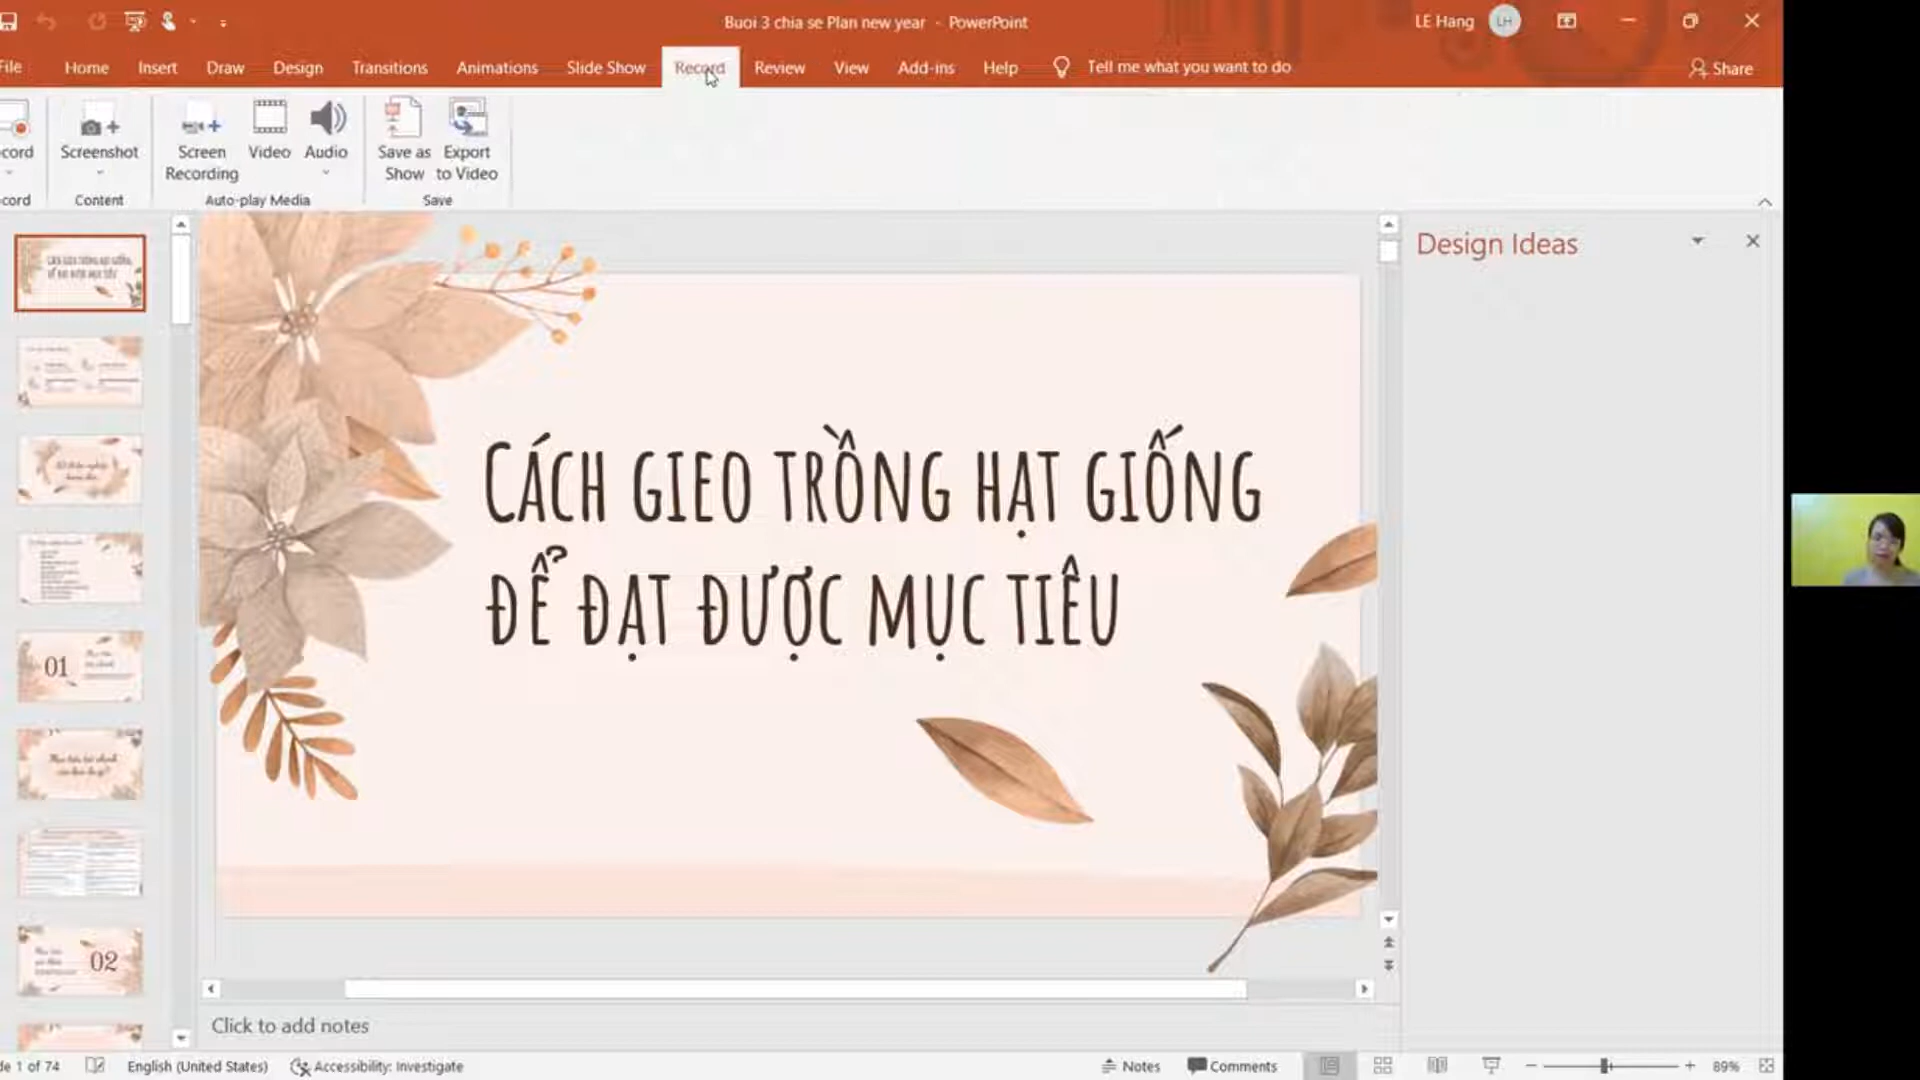 Buoi 3 chia se Plan new year - PowerPoint
LE Hang
LH
File Home Insert Draw Design Transitions Animations Slide Show Record Review View Add-ins Help Tell me what you want to do Share
Screenshot
Screen Recording
Video
Audio
Save as Show
Export to Video
Content
Auto-play Media
Save
Design Ideas
CÁCH GIEO TRỒNG HẠT GIỐNG
ĐỂ ĐẠT ĐƯỢC MỤC TIÊU
01
02
Click to add notes
de 1 of 74 English (United States) Accessibility: Investigate Notes Comments 89%